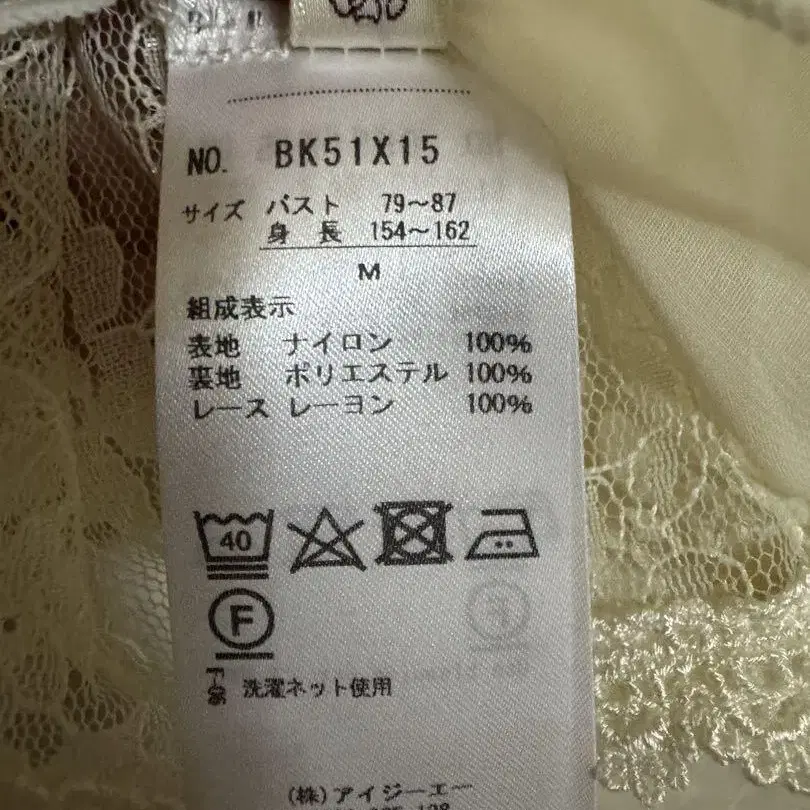 NO. BK51X15
サイズ バスト 79〜87
身 長 154〜162
M
組成表示
表地 ナイロン 100%
裏地 ポリエステル 100%
レース レーヨン 100%
40
F
洗濯ネット使用
(株)アイジーエー